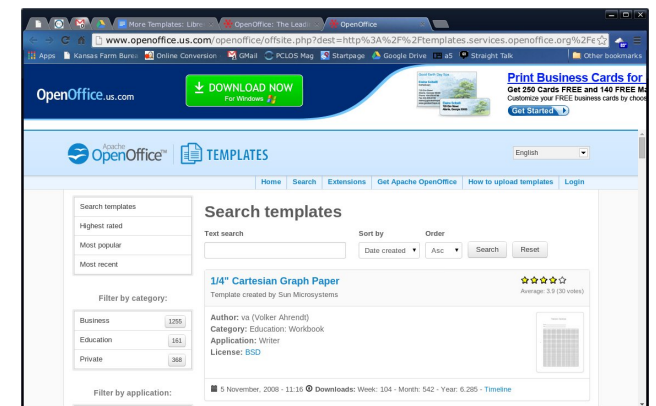 More Templates: Libre
OpenOffice: The Leadi
OpenOffice
www.openoffice.us.com/openoffice/offsite.php?dest=http%3A%2F%2Ftemplates.services.openoffice.org%2Fe
Apps Kansas Farm Bureau Online Conversion GMail PCLOS Mag Startpage Google Drive a5 Straight Talk Other bookmarks
OpenOffice.us.com
DOWNLOAD NOW
For Windows
Print Business Cards for
Get 250 Cards FREE and 140 FREE Ma
Customize your FREE business cards by choos
Get Started
Apache
OpenOffice™ TEMPLATES
English
Home Search Extensions Get Apache OpenOffice How to upload templates Login
Search templates
Highest rated
Most popular
Most recent
Filter by category:
Business 1255
Education 161
Private 368
Filter by application:
Search templates
Text search Sort by Order
Date created Asc Search Reset
1/4" Cartesian Graph Paper
Template created by Sun Microsystems
Average: 3.9 (30 votes)
Author: va (Volker Ahrendt)
Category: Education: Workbook
Application: Writer
License: BSD
5 November, 2008 - 11:16 Downloads: Week: 104 - Month: 542 - Year: 6.285 - Timeline